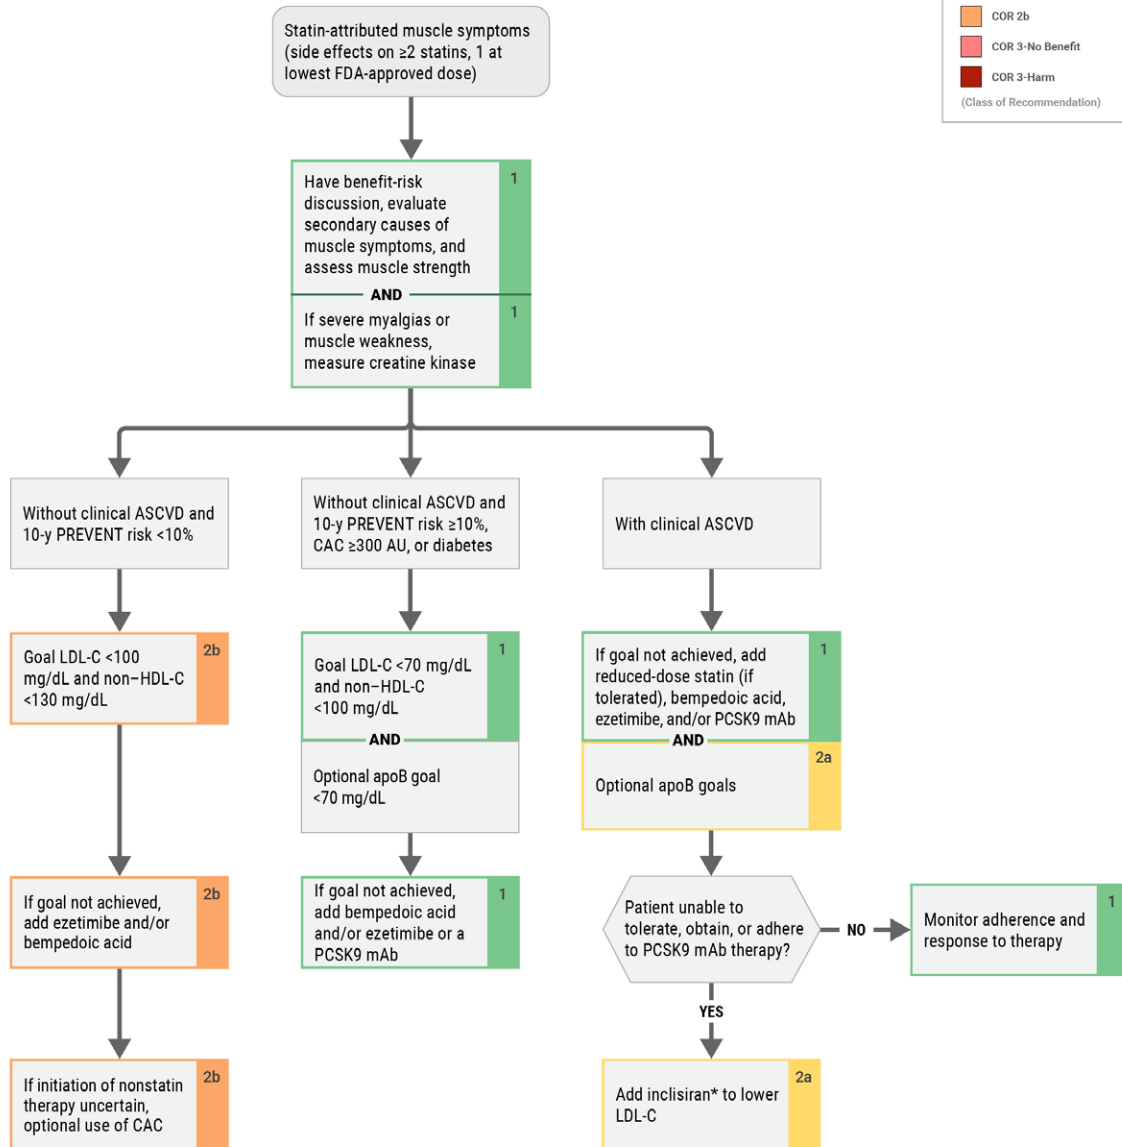 COR 2b
COR 3-No Benefit
COR 3-Harm
(Class of Recommendation)
Statin-attributed muscle symptoms
(side effects on ≥2 statins, 1 at
lowest FDA-approved dose)
Have benefit-risk
discussion, evaluate
secondary causes of
muscle symptoms, and
assess muscle strength
1
AND
If severe myalgias or
muscle weakness,
measure creatine kinase
1
Without clinical ASCVD and
10-y PREVENT risk <10%
Without clinical ASCVD and
10-y PREVENT risk ≥10%,
CAC ≥300 AU, or diabetes
With clinical ASCVD
Goal LDL-C <100
mg/dL and non–HDL-C
<130 mg/dL
2b
Goal LDL-C <70 mg/dL
and non–HDL-C
<100 mg/dL
1
AND
Optional apoB goal
<70 mg/dL
If goal not achieved, add
reduced-dose statin (if
tolerated), bempedoic acid,
ezetimibe, and/or PCSK9 mAb
1
AND
Optional apoB goals
2a
If goal not achieved,
add ezetimibe and/or
bempedoic acid
2b
If goal not achieved,
add bempedoic acid
and/or ezetimibe or a
PCSK9 mAb
1
Patient unable to
tolerate, obtain, or adhere
to PCSK9 mAb therapy?
NO
Monitor adherence and
response to therapy
1
YES
If initiation of nonstatin
therapy uncertain,
optional use of CAC
2b
Add inclisiran* to lower
LDL-C
2a